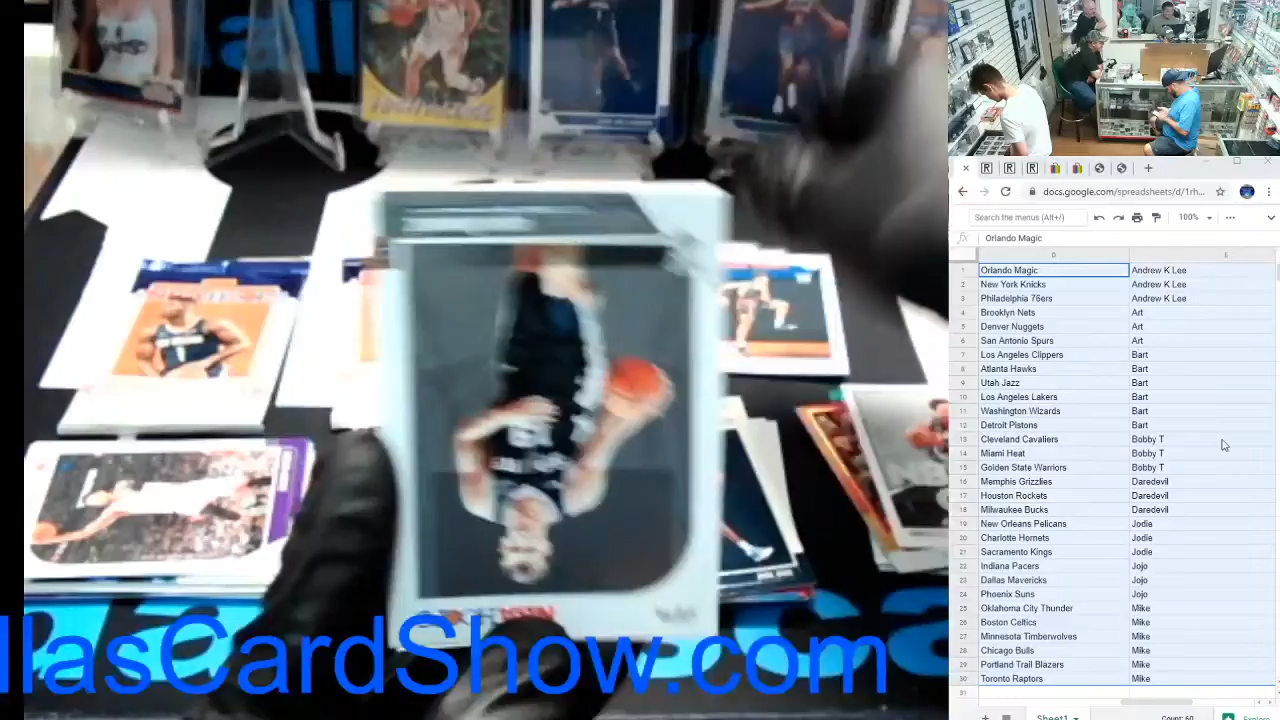 docs.google.com/spreadsheets/d/1rh...
Search the menus (Alt+/)
100%
fx Orlando Magic
D E
1 Orlando Magic Andrew K Lee
2 New York Knicks Andrew K Lee
3 Philadelphia 76ers Andrew K Lee
4 Brooklyn Nets Art
5 Denver Nuggets Art
6 San Antonio Spurs Art
7 Los Angeles Clippers Bart
8 Atlanta Hawks Bart
9 Utah Jazz Bart
10 Los Angeles Lakers Bart
11 Washington Wizards Bart
12 Detroit Pistons Bart
13 Cleveland Cavaliers Bobby T
14 Miami Heat Bobby T
15 Golden State Warriors Bobby T
16 Memphis Grizzlies Daredevil
17 Houston Rockets Daredevil
18 Milwaukee Bucks Daredevil
19 New Orleans Pelicans Jodie
20 Charlotte Hornets Jodie
21 Sacramento Kings Jodie
22 Indiana Pacers Jojo
23 Dallas Mavericks Jojo
24 Phoenix Suns Jojo
25 Oklahoma City Thunder Mike
26 Boston Celtics Mike
27 Minnesota Timberwolves Mike
28 Chicago Bulls Mike
29 Portland Trail Blazers Mike
30 Toronto Raptors Mike
31
Sheet1
Count: 60
Explore
llasCardShow.com